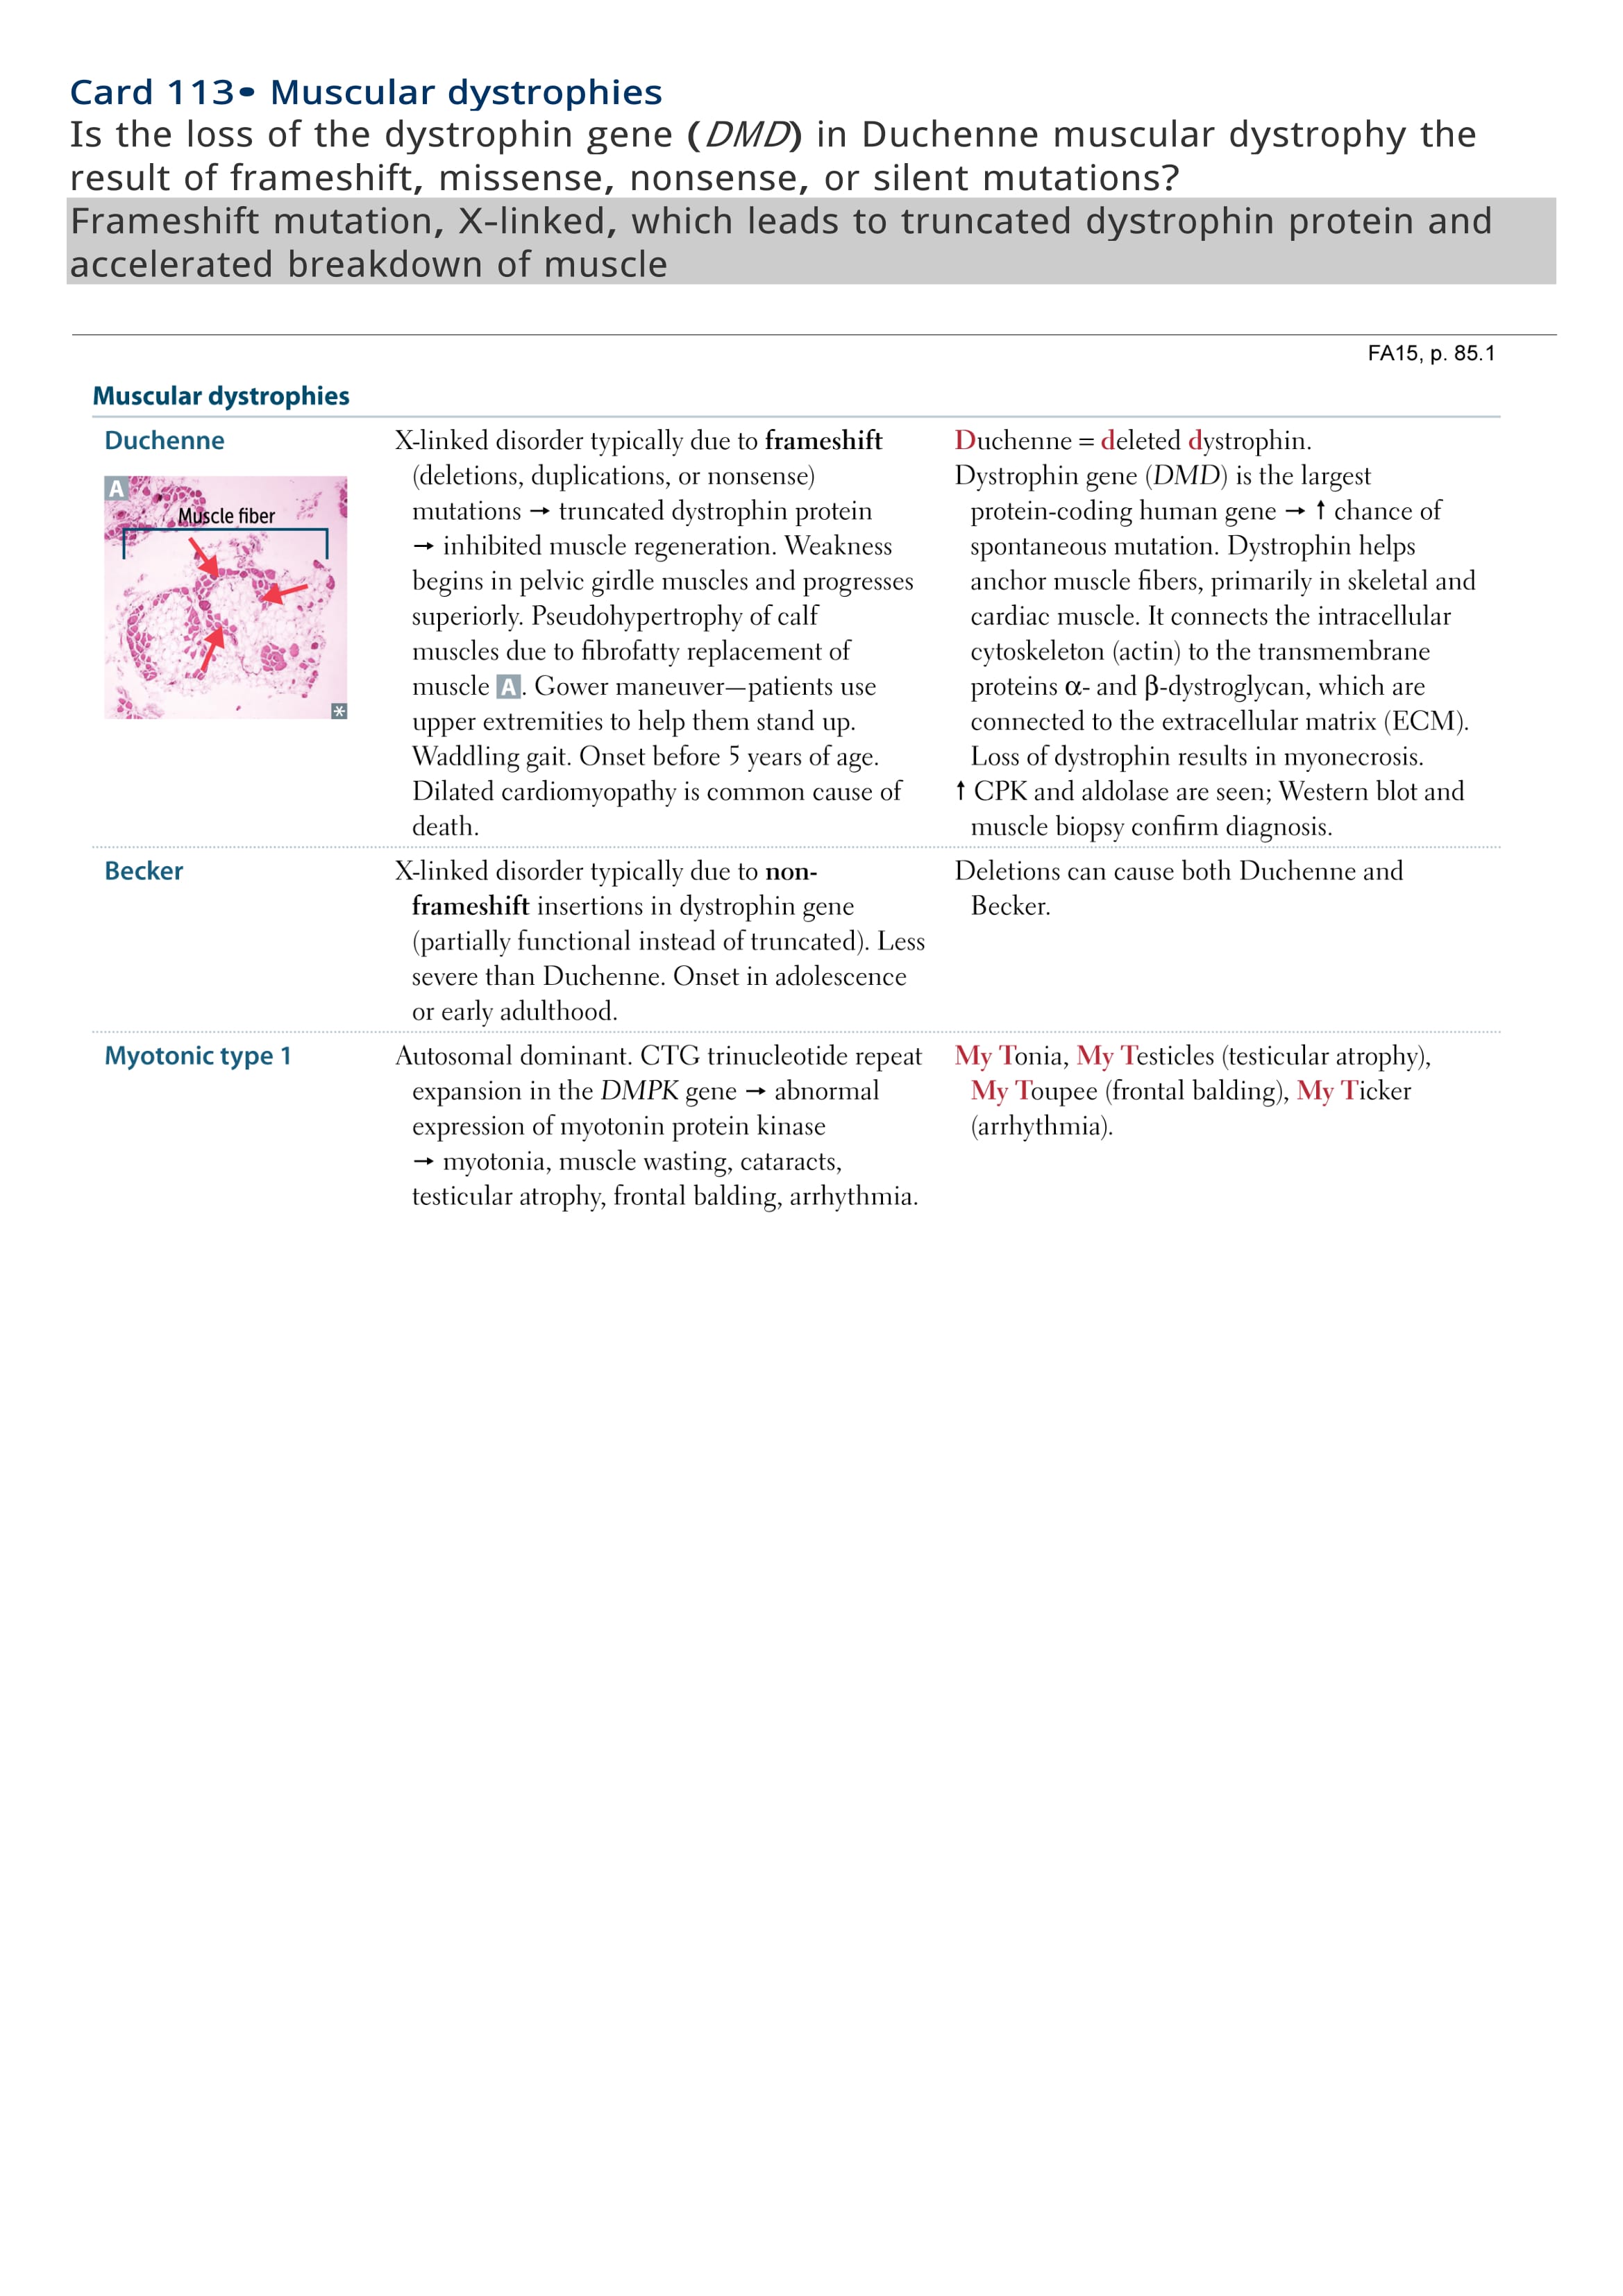 Card 113• Muscular dystrophies
Is the loss of the dystrophin gene (DMD) in Duchenne muscular dystrophy the
result of frameshift, missense, nonsense, or silent mutations?
Frameshift mutation, X-linked, which leads to truncated dystrophin protein and
accelerated breakdown of muscle
FA15, p. 85.1
Muscular dystrophies
Duchenne
A
Muscle fiber
*
X-linked disorder typically due to frameshift
(deletions, duplications, or nonsense)
mutations → truncated dystrophin protein
→ inhibited muscle regeneration. Weakness
begins in pelvic girdle muscles and progresses
superiorly. Pseudohypertrophy of calf
muscles due to fibrofatty replacement of
muscle A. Gower maneuver—patients use
upper extremities to help them stand up.
Waddling gait. Onset before 5 years of age.
Dilated cardiomyopathy is common cause of
death.
Duchenne = deleted dystrophin.
Dystrophin gene (DMD) is the largest
protein-coding human gene → ↑ chance of
spontaneous mutation. Dystrophin helps
anchor muscle fibers, primarily in skeletal and
cardiac muscle. It connects the intracellular
cytoskeleton (actin) to the transmembrane
proteins α- and β-dystroglycan, which are
connected to the extracellular matrix (ECM).
Loss of dystrophin results in myonecrosis.
↑ CPK and aldolase are seen; Western blot and
muscle biopsy confirm diagnosis.
Becker
X-linked disorder typically due to non-
frameshift insertions in dystrophin gene
(partially functional instead of truncated). Less
severe than Duchenne. Onset in adolescence
or early adulthood.
Deletions can cause both Duchenne and
Becker.
Myotonic type 1
Autosomal dominant. CTG trinucleotide repeat
expansion in the DMPK gene → abnormal
expression of myotonin protein kinase
→ myotonia, muscle wasting, cataracts,
testicular atrophy, frontal balding, arrhythmia.
My Tonia, My Testicles (testicular atrophy),
My Toupee (frontal balding), My Ticker
(arrhythmia).